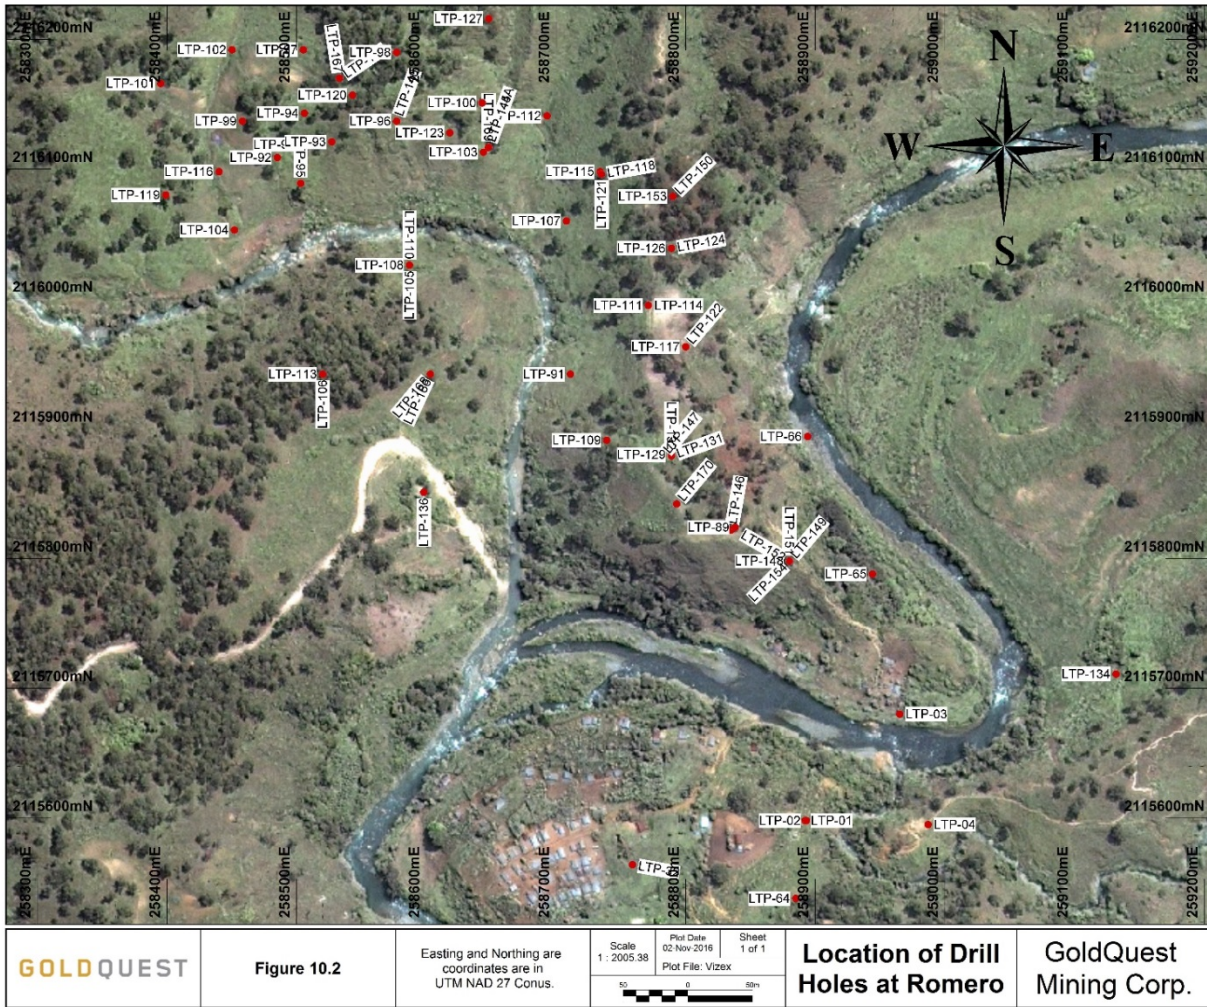 LTP-127
2116200mN
2116200mN
258300mE
258400mE
258500mE
258600mE
258700mE
258800mE
258900mE
259000mE
259100mE
259200mE
N
W
E
S
LTP-102
LTP-98
LTP-167
LTP-101
LTP-120
LTP-100
LTP-99
LTP-94
LTP-96
LTP-112
LTP-123
LTP-93
LTP-92
LTP-103
2116100mN
2116100mN
LTP-116
LTP-115
LTP-118
LTP-121
LTP-150
LTP-153
LTP-119
LTP-107
LTP-104
LTP-126
LTP-124
LTP-110
LTP-108
LTP-105
2116000mN
2116000mN
LTP-111
LTP-114
LTP-122
LTP-117
LTP-113
LTP-106
LTP-91
2115900mN
2115900mN
LTP-109
LTP-147
LTP-66
LTP-129
LTP-131
LTP-170
LTP-136
LTP-146
LTP-89
LTP-149
2115800mN
2115800mN
LTP-148
LTP-154
LTP-65
LTP-134
2115700mN
2115700mN
LTP-03
2115600mN
2115600mN
LTP-02
LTP-01
LTP-04
LTP-64
258300mE
258400mE
258500mE
258600mE
258700mE
258800mE
258900mE
259000mE
259100mE
259200mE
GOLDQUEST
Figure 10.2
Easting and Northing are
coordinates are in
UTM NAD 27 Conus.
Scale
1 : 2005.38
Plot Date
02-Nov-2016
Sheet
1 of 1
Plot File: Vizex
50
0
50m
Location of Drill
Holes at Romero
GoldQuest
Mining Corp.